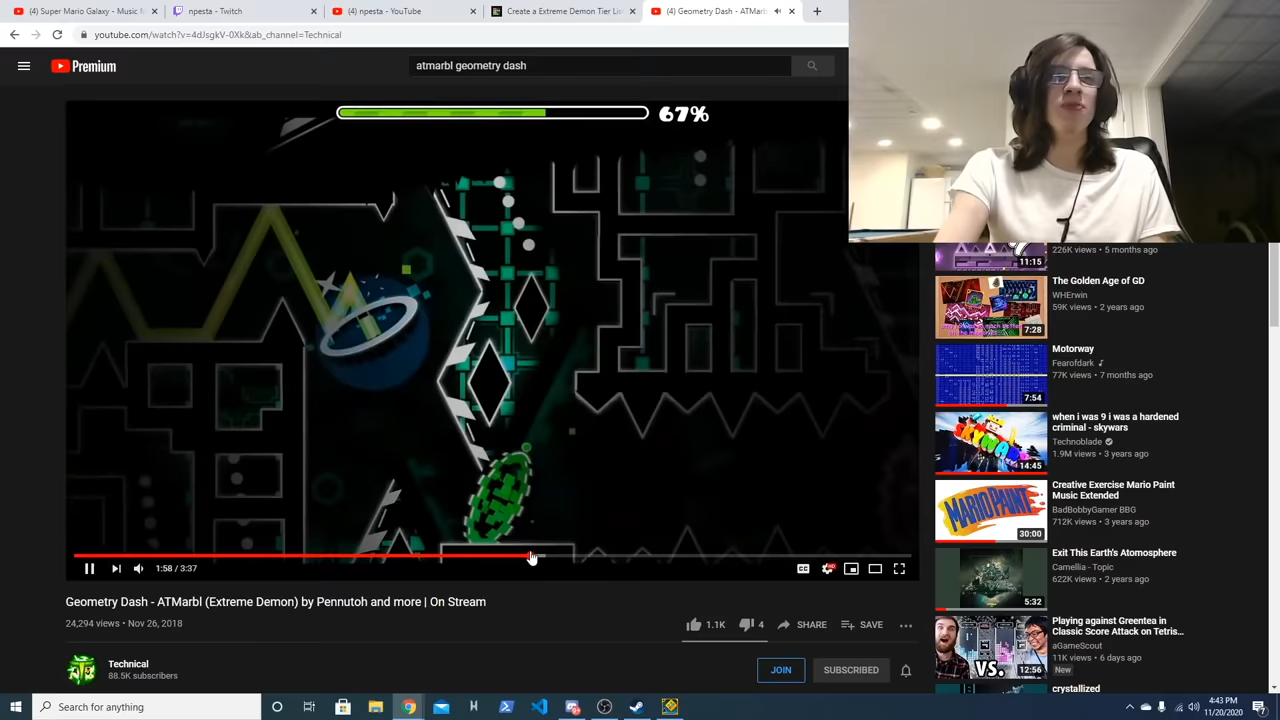 (4) Super Mario Galaxy - Music f
npesta - Twitch
(4) npesta - YouTube
Create a Extreme Demon Tier List
(4) Geometry Dash - ATMarbl
youtube.com/watch?v=4dJsgkV-0Xk&ab_channel=Technical
Premium
atmarbl geometry dash
67%
226K views • 5 months ago
11:15
The Golden Age of GD
WHErwin
59K views • 2 years ago
7:28
Motorway
Fearofdark
77K views • 7 months ago
7:54
when i was 9 i was a hardened
criminal - skywars
Technoblade
1.9M views • 3 years ago
14:45
Creative Exercise Mario Paint
Music Extended
BadBobbyGamer BBG
712K views • 3 years ago
MARIO PAINT
30:00
Exit This Earth's Atomosphere
Camellia - Topic
622K views • 2 years ago
5:32
Playing against Greentea in
Classic Score Attack on Tetris...
aGameScout
11K views • 6 days ago
New
VS.
12:56
crystallized
1:58 / 3:37
CC
HD
Geometry Dash - ATMarbl (Extreme Demon) by Pennutoh and more | On Stream
24,294 views • Nov 26, 2018
1.1K
4
SHARE
SAVE
Technical
88.5K subscribers
JOIN
SUBSCRIBED
Search for anything
4:43 PM
11/20/2020